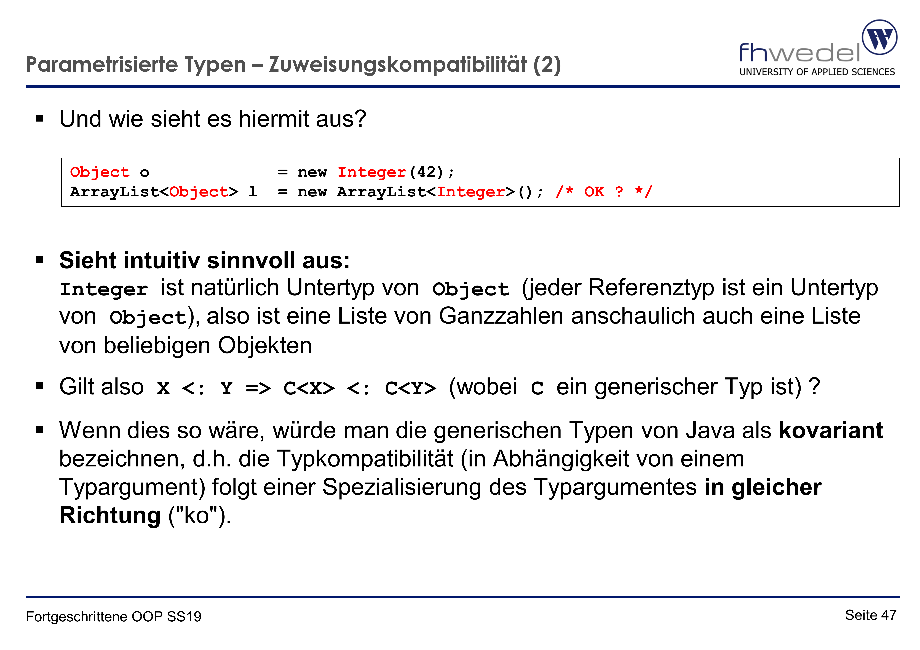 Parametrisierte Typen – Zuweisungskompatibilität (2)
fhwedel
W
UNIVERSITY OF APPLIED SCIENCES
▪ Und wie sieht es hiermit aus?
Object o = new Integer(42);
ArrayList<Object> l = new ArrayList<Integer>(); /* OK ? */
▪ Sieht intuitiv sinnvoll aus:
Integer ist natürlich Untertyp von Object (jeder Referenztyp ist ein Untertyp
von Object), also ist eine Liste von Ganzzahlen anschaulich auch eine Liste
von beliebigen Objekten
▪ Gilt also X <: Y => C<X> <: C<Y> (wobei C ein generischer Typ ist) ?
▪ Wenn dies so wäre, würde man die generischen Typen von Java als kovariant
bezeichnen, d.h. die Typkompatibilität (in Abhängigkeit von einem
Typargument) folgt einer Spezialisierung des Typargumentes in gleicher
Richtung ("ko").
Fortgeschrittene OOP SS19
Seite 47